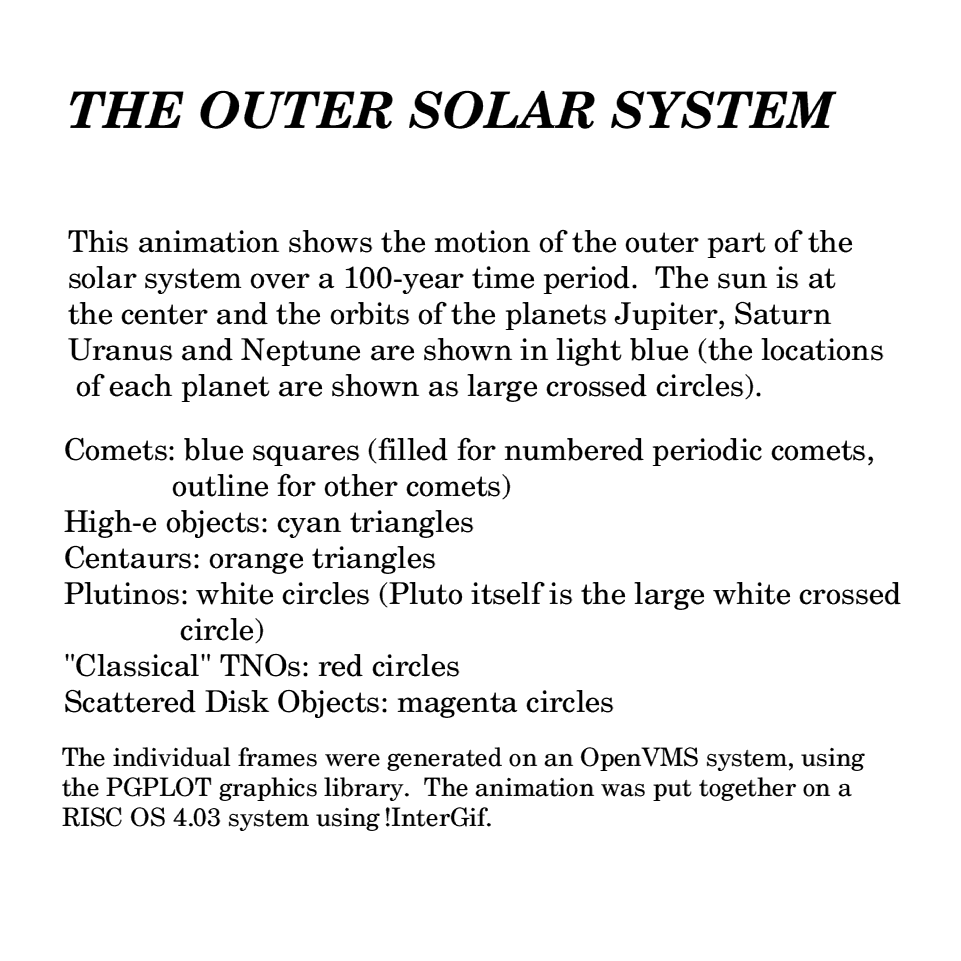 THE OUTER SOLAR SYSTEM
This animation shows the motion of the outer part of the
solar system over a 100-year time period.  The sun is at
the center and the orbits of the planets Jupiter, Saturn
Uranus and Neptune are shown in light blue (the locations
of each planet are shown as large crossed circles).
Comets: blue squares (filled for numbered periodic comets,
outline for other comets)
High-e objects: cyan triangles
Centaurs: orange triangles
Plutinos: white circles (Pluto itself is the large white crossed
circle)
"Classical" TNOs: red circles
Scattered Disk Objects: magenta circles
The individual frames were generated on an OpenVMS system, using
the PGPLOT graphics library.  The animation was put together on a
RISC OS 4.03 system using !InterGif.